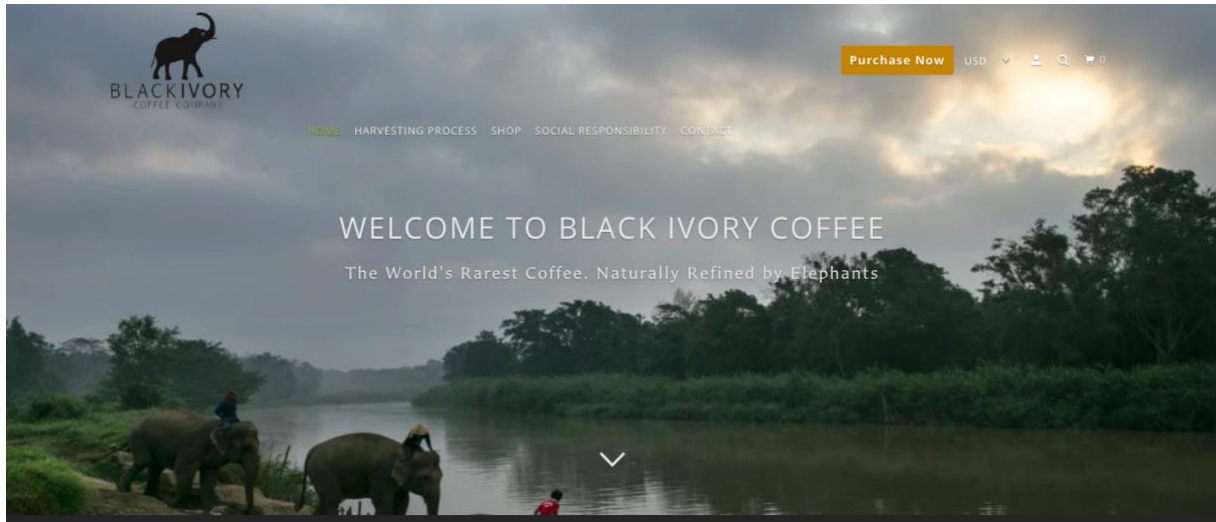 BLACKIVORY
COFFEE COMPANY
Purchase Now USD 0
HOME HARVESTING PROCESS SHOP SOCIAL RESPONSIBILITY CONTACT
WELCOME TO BLACK IVORY COFFEE
The World's Rarest Coffee. Naturally Refined by Elephants